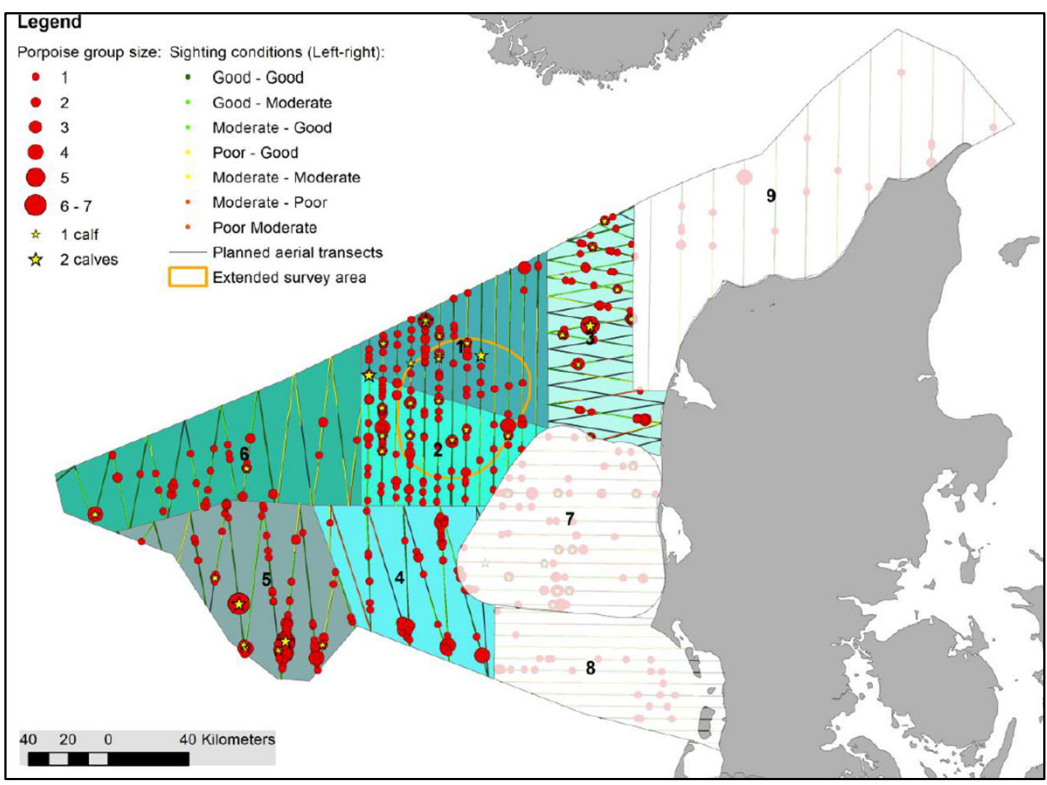 Legend
Porpoise group size: Sighting conditions (Left-right):
1 Good - Good
2 Good - Moderate
3 Moderate - Good
4 Poor - Good
5 Moderate - Moderate
6 - 7 Moderate - Poor
1 calf Poor Moderate
2 calves Planned aerial transects
Extended survey area
9
1
3
2
6
7
5
4
8
40 20 0 40 Kilometers